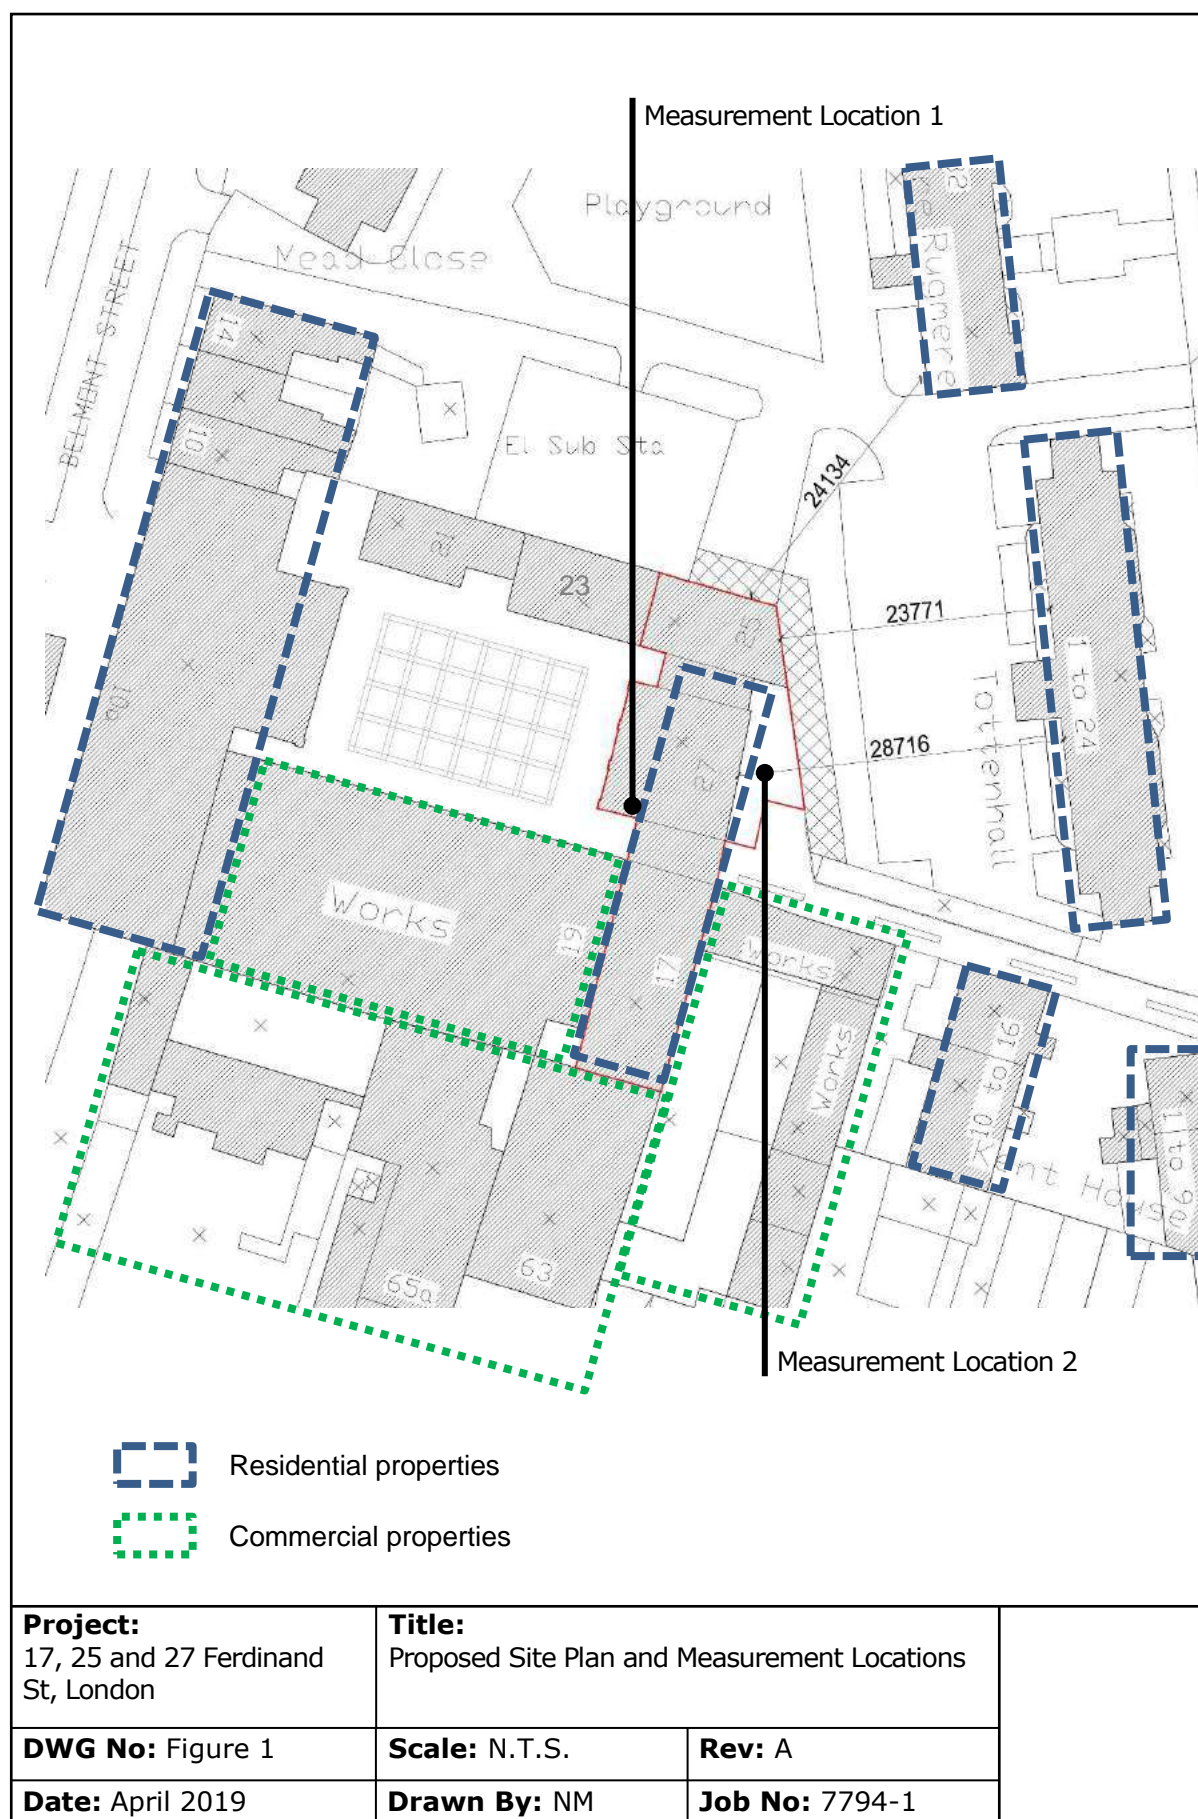 Measurement Location 1
Playground
Mead Close
BELMONT STREET
Rugmere
14
10
El Sub Sta
24134
23
25
23771
1 to 24
Tottenhall
28716
27
Works
19
17
Works
Works
10 to 16
Kent House
1 to 9
65a
63
Measurement Location 2
Residential properties
Commercial properties
Project:
17, 25 and 27 Ferdinand
St, London
Title:
Proposed Site Plan and Measurement Locations
DWG No: Figure 1
Scale: N.T.S.
Rev: A
Date: April 2019
Drawn By: NM
Job No: 7794-1